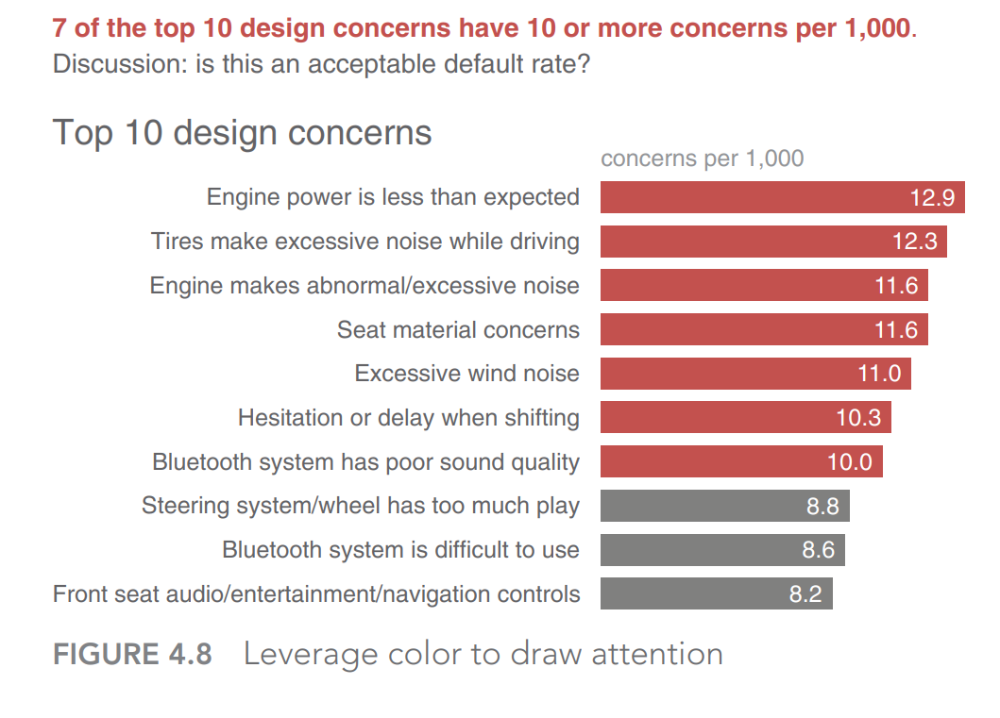 7 of the top 10 design concerns have 10 or more concerns per 1,000.
Discussion: is this an acceptable default rate?
Top 10 design concerns
concerns per 1,000
Engine power is less than expected 12.9
Tires make excessive noise while driving 12.3
Engine makes abnormal/excessive noise 11.6
Seat material concerns 11.6
Excessive wind noise 11.0
Hesitation or delay when shifting 10.3
Bluetooth system has poor sound quality 10.0
Steering system/wheel has too much play 8.8
Bluetooth system is difficult to use 8.6
Front seat audio/entertainment/navigation controls 8.2
FIGURE 4.8 Leverage color to draw attention